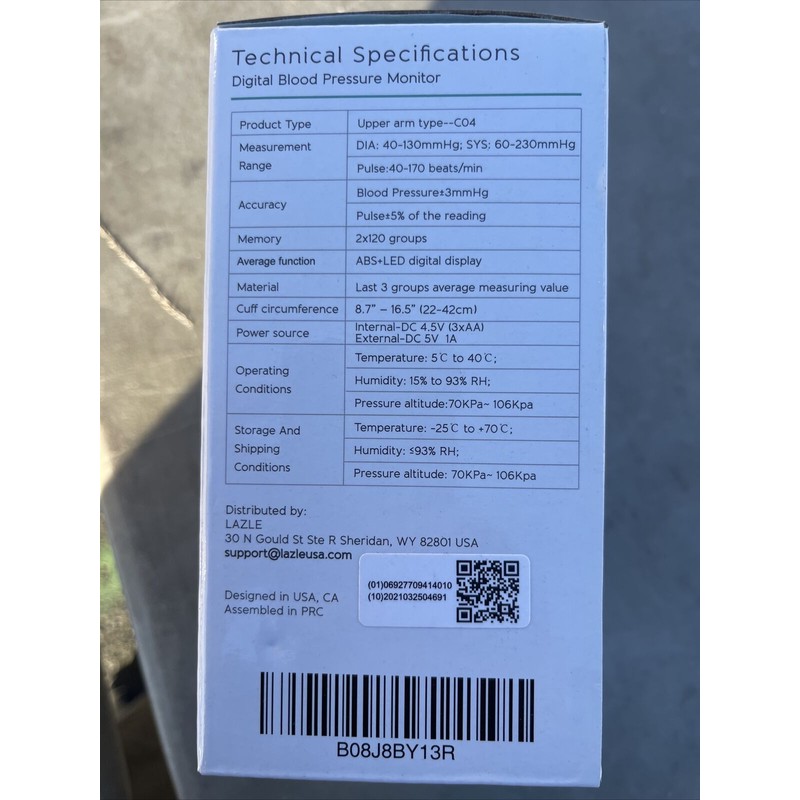 Technical Specifications
Digital Blood Pressure Monitor
Product Type Upper arm type--C04
Measurement Range DIA: 40-130mmHg; SYS: 60-230mmHg
Pulse:40-170 beats/min
Accuracy Blood Pressure±3mmHg
Pulse±5% of the reading
Memory 2x120 groups
Average function ABS+LED digital display
Material Last 3 groups average measuring value
Cuff circumference 8.7” – 16.5” (22-42cm)
Power source Internal-DC 4.5V (3xAA)
External-DC 5V 1A
Operating Conditions Temperature: 5℃ to 40℃;
Humidity: 15% to 93% RH;
Pressure altitude:70KPa~ 106Kpa
Storage And Shipping Conditions Temperature: -25℃ to +70℃;
Humidity: ≤93% RH;
Pressure altitude: 70KPa~ 106Kpa
Distributed by:
LAZLE
30 N Gould St Ste R Sheridan, WY 82801 USA
support@lazleusa.com
(01)06927709414010
(10)2021032504691
Designed in USA, CA
Assembled in PRC
B08J8BY13R